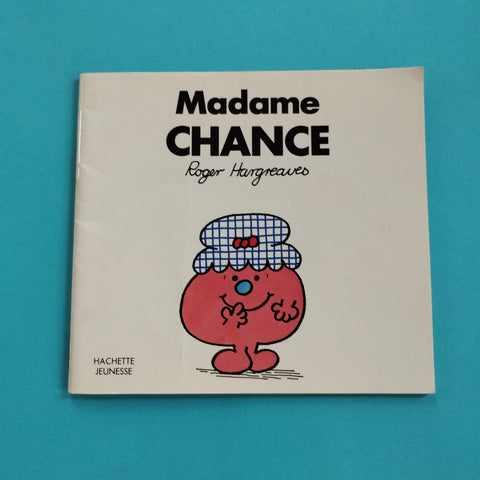 Madame
CHANCE
Roger Hargreaves
HACHETTE
JEUNESSE